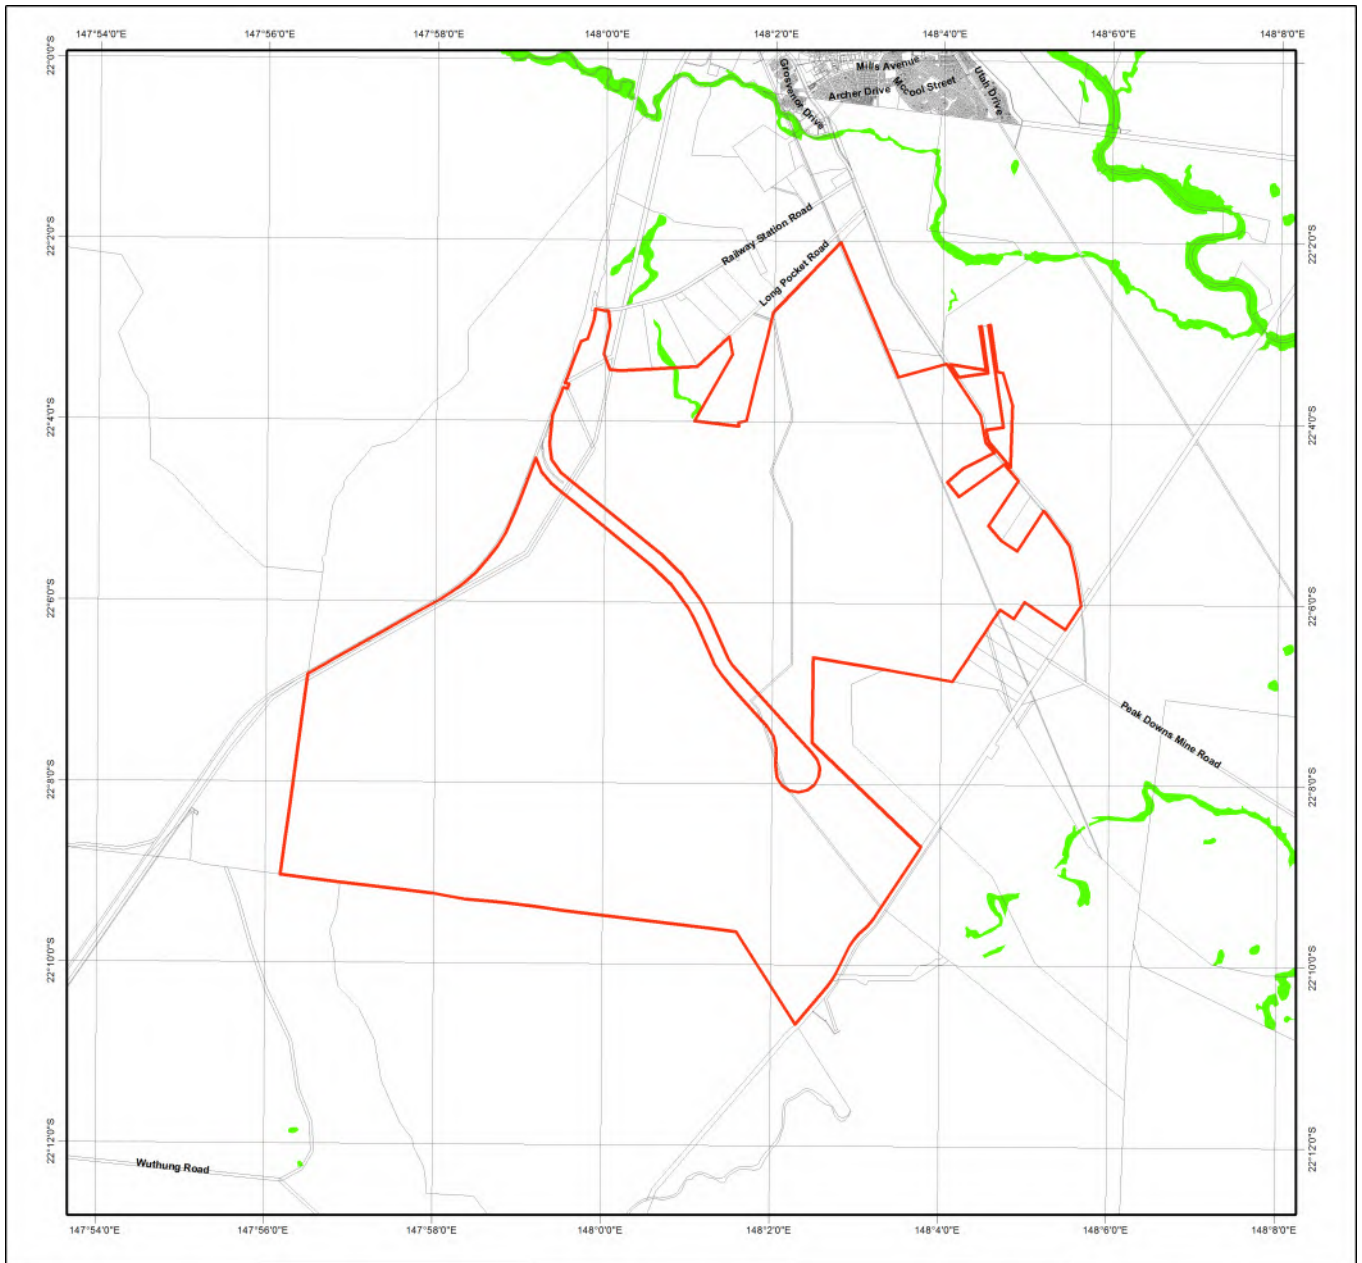 147°54'0"E 147°56'0"E 147°58'0"E 148°0'0"E 148°2'0"E 148°4'0"E 148°6'0"E 148°8'0"E
22°0'0"S
Grosvenor Drive
Mills Avenue
Archer Drive
Mccool Street
Utah Drive
22°2'0"S
22°2'0"S
Railway Station Road
Long Pocket Road
22°4'0"S
22°4'0"S
22°6'0"S
22°6'0"S
Peak Downs Mine Road
22°8'0"S
22°8'0"S
22°10'0"S
22°10'0"S
22°12'0"S
22°12'0"S
Wuthung Road
147°54'0"E 147°56'0"E 147°58'0"E 148°0'0"E 148°2'0"E 148°4'0"E 148°6'0"E 148°8'0"E